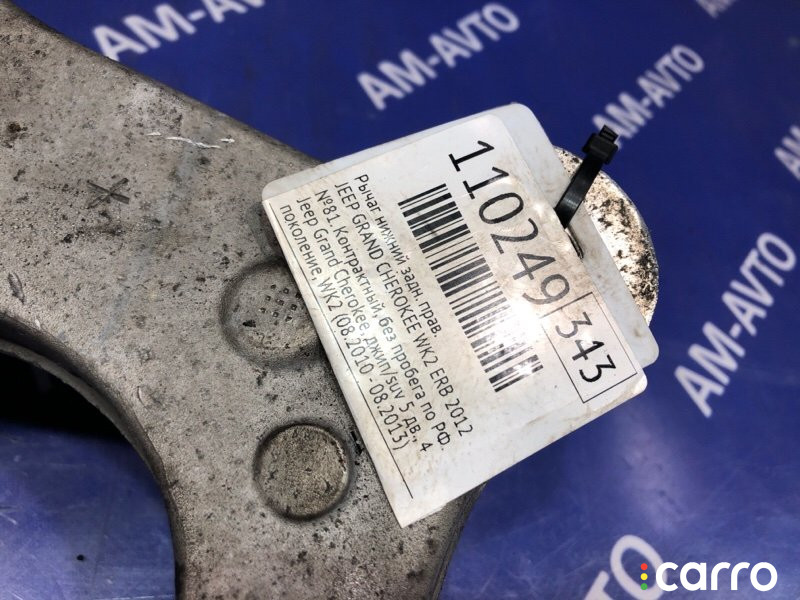 AM-AVTO
AM-AVTO
AM-AVTO
AM-AVTO
AM-AVTO
110249 343
Рычаг нижний задн. прав.
JEEP GRAND CHEROKEE WK2 ERB 2012
№81. Контрактный, без пробега по РФ.
Jeep Grand Cherokee, джип/suv 5 дв., 4
поколение, WK2 (08.2010 - 08.2013)
carro